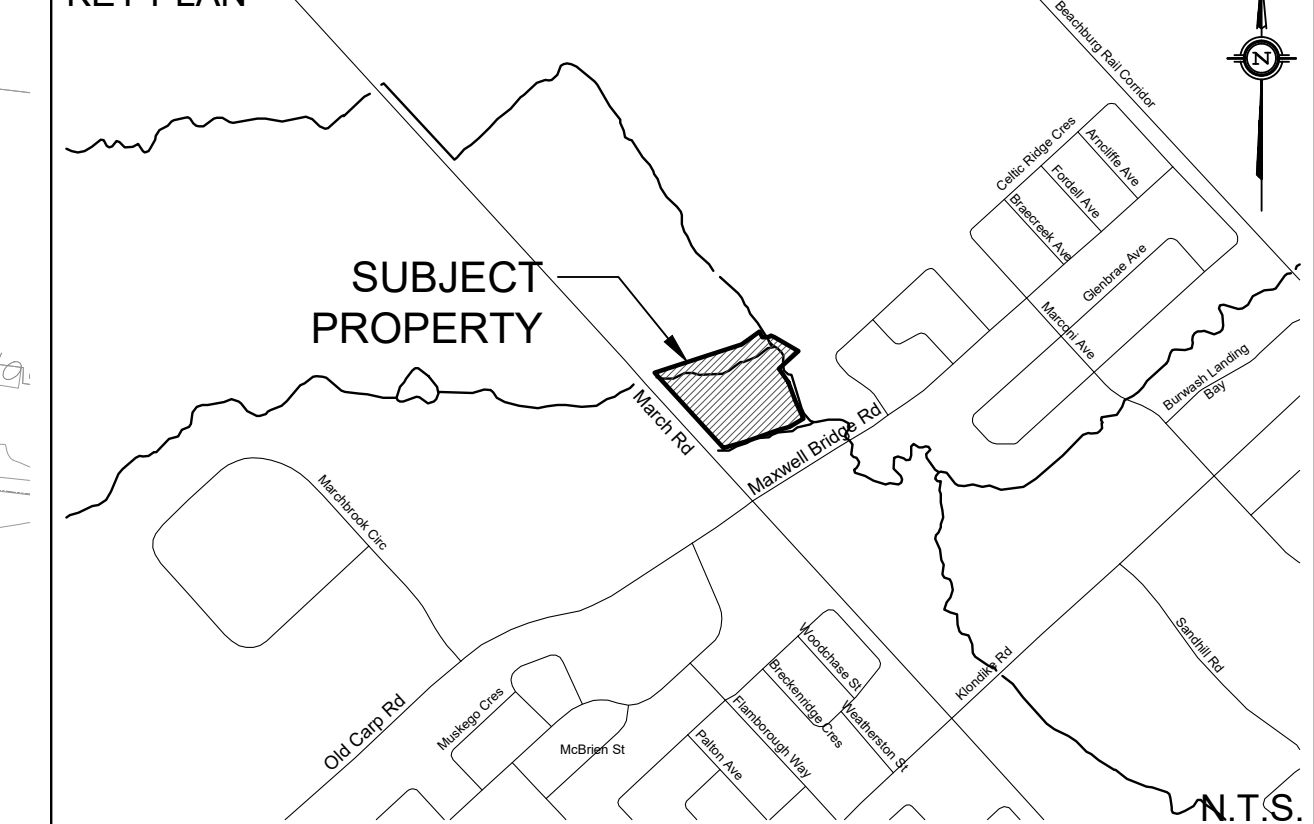 KEY PLAN
Beachburg Rail Corridor
N
Celtic Ridge Cres
Arncliffe Ave
Fordell Ave
Braecreek Ave
SUBJECT
PROPERTY
Glenbrae Ave
Marconi Ave
Burwash Landing
Bay
March Rd
Maxwell Bridge Rd
Marchbrook Circ
Sandhill Rd
Woodchase St
Klondike Rd
Breckenridge Cres
Weatherston St
Flamborough Way
Muskego Cres
Old Carp Rd
McBrien St
Palton Ave
N.T.S.